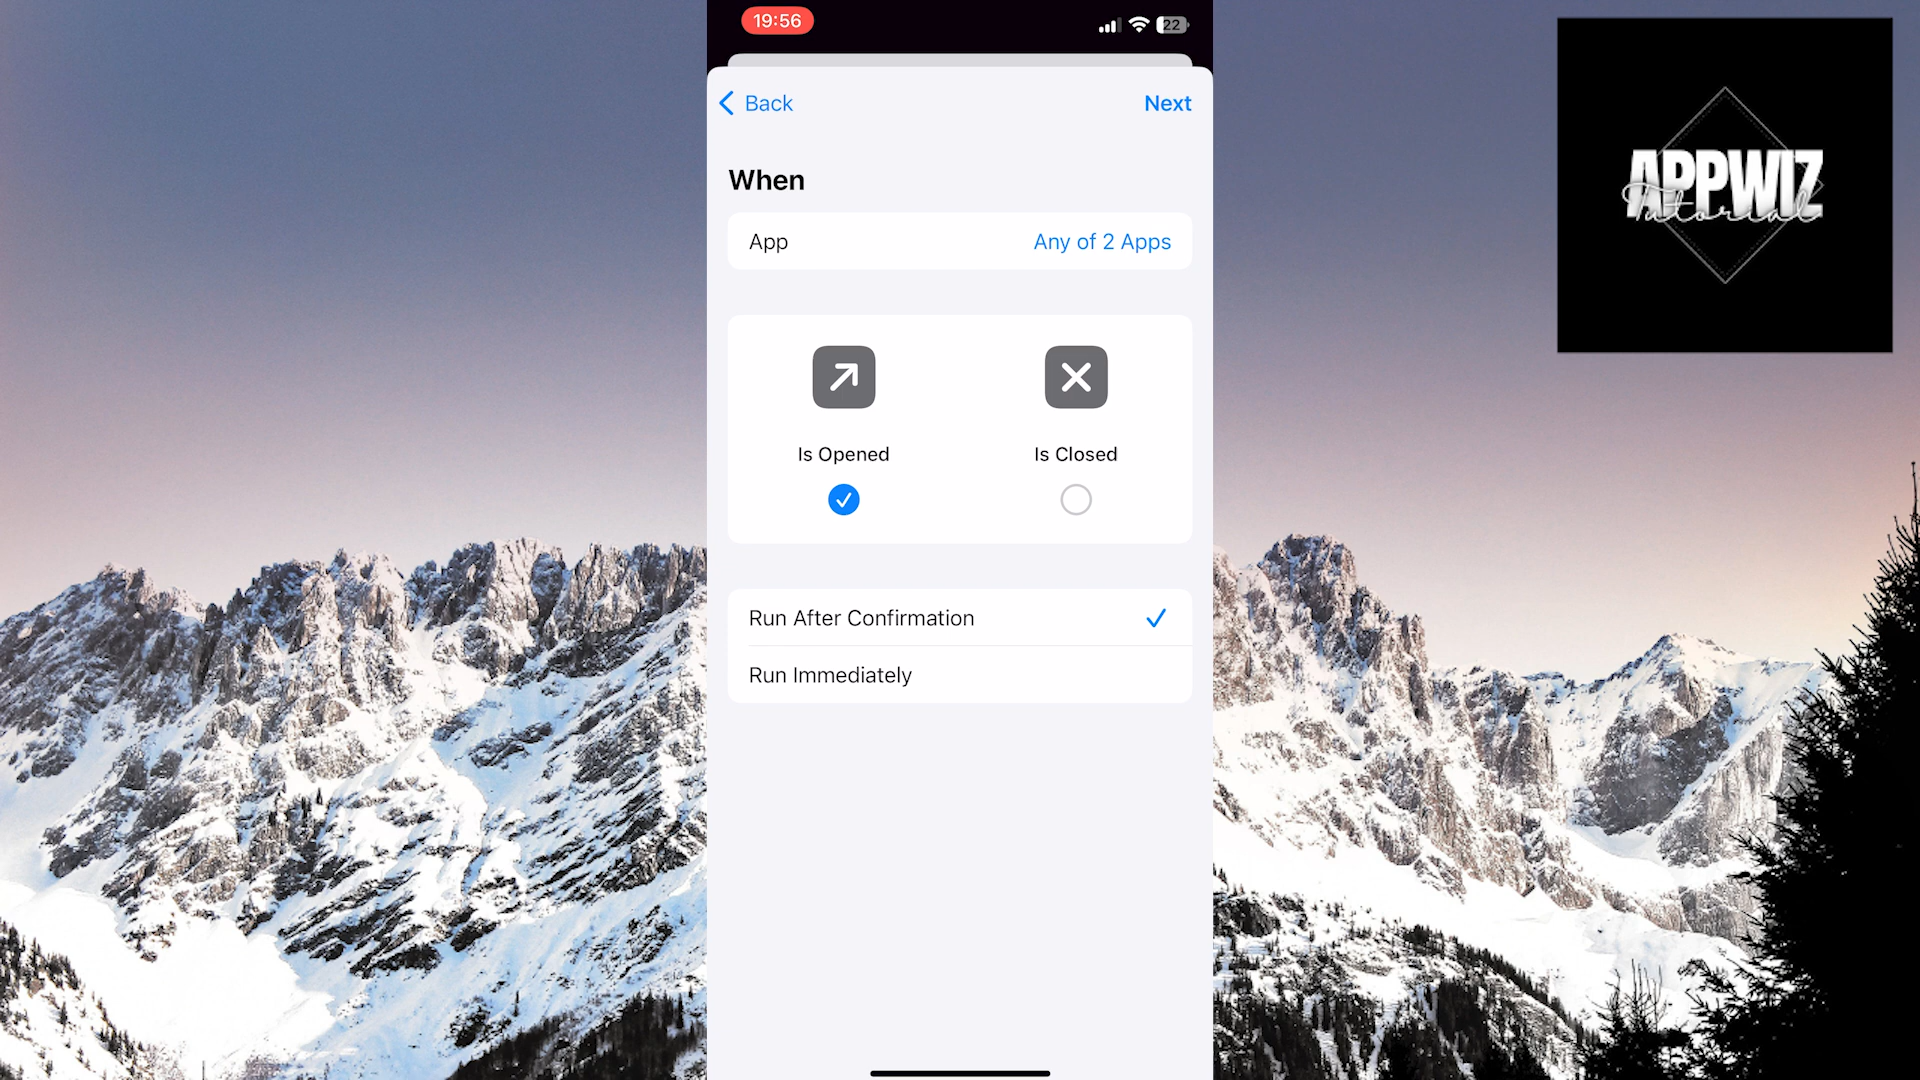 19:56
22
Back
Next
When
App
Any of 2 Apps
Is Opened
Is Closed
Run After Confirmation
Run Immediately
APPWIZ
Tutorial